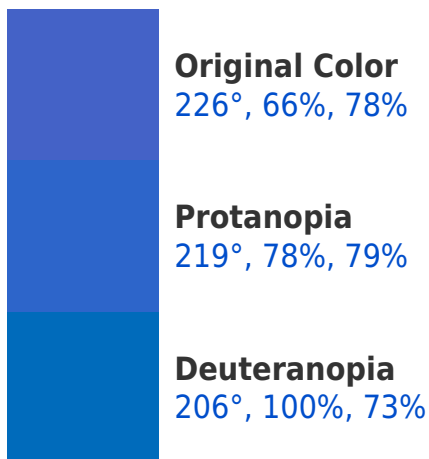 Original Color
226°, 66%, 78%
Protanopia
219°, 78%, 79%
Deuteranopia
206°, 100%, 73%